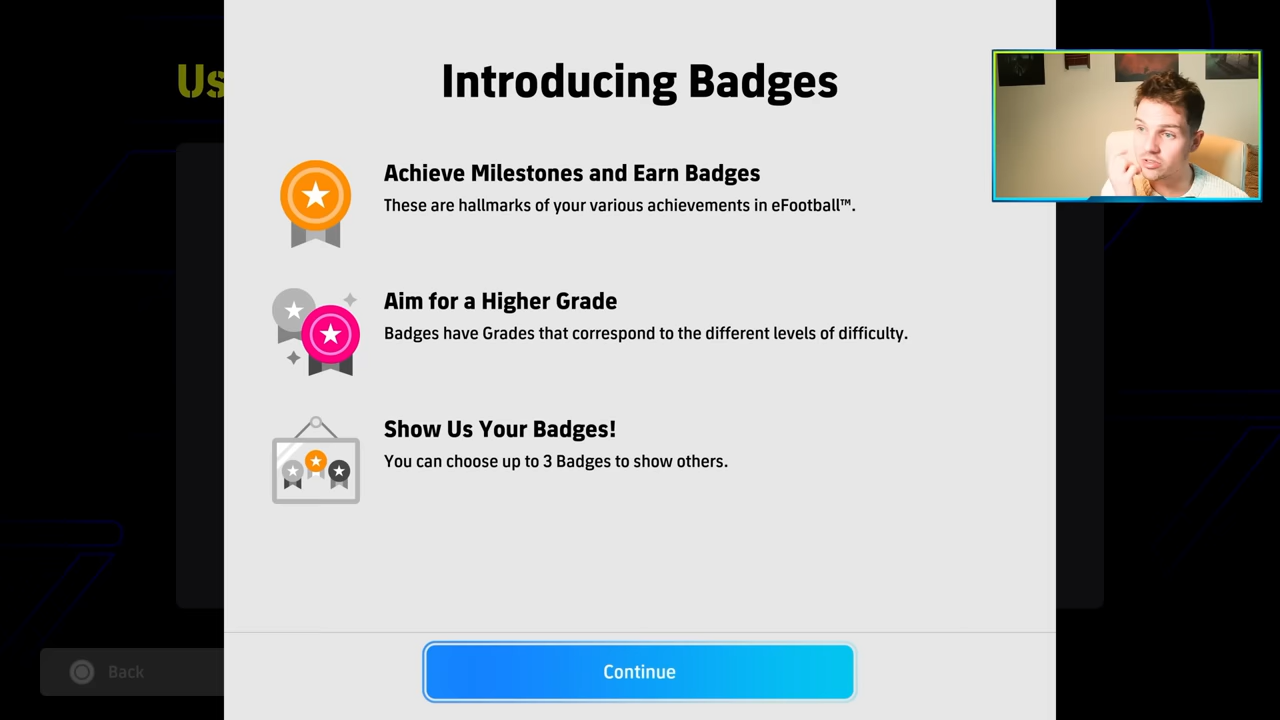 Us
Introducing Badges
Achieve Milestones and Earn Badges
These are hallmarks of your various achievements in eFootball™.
Aim for a Higher Grade
Badges have Grades that correspond to the different levels of difficulty.
Show Us Your Badges!
You can choose up to 3 Badges to show others.
Back
Continue